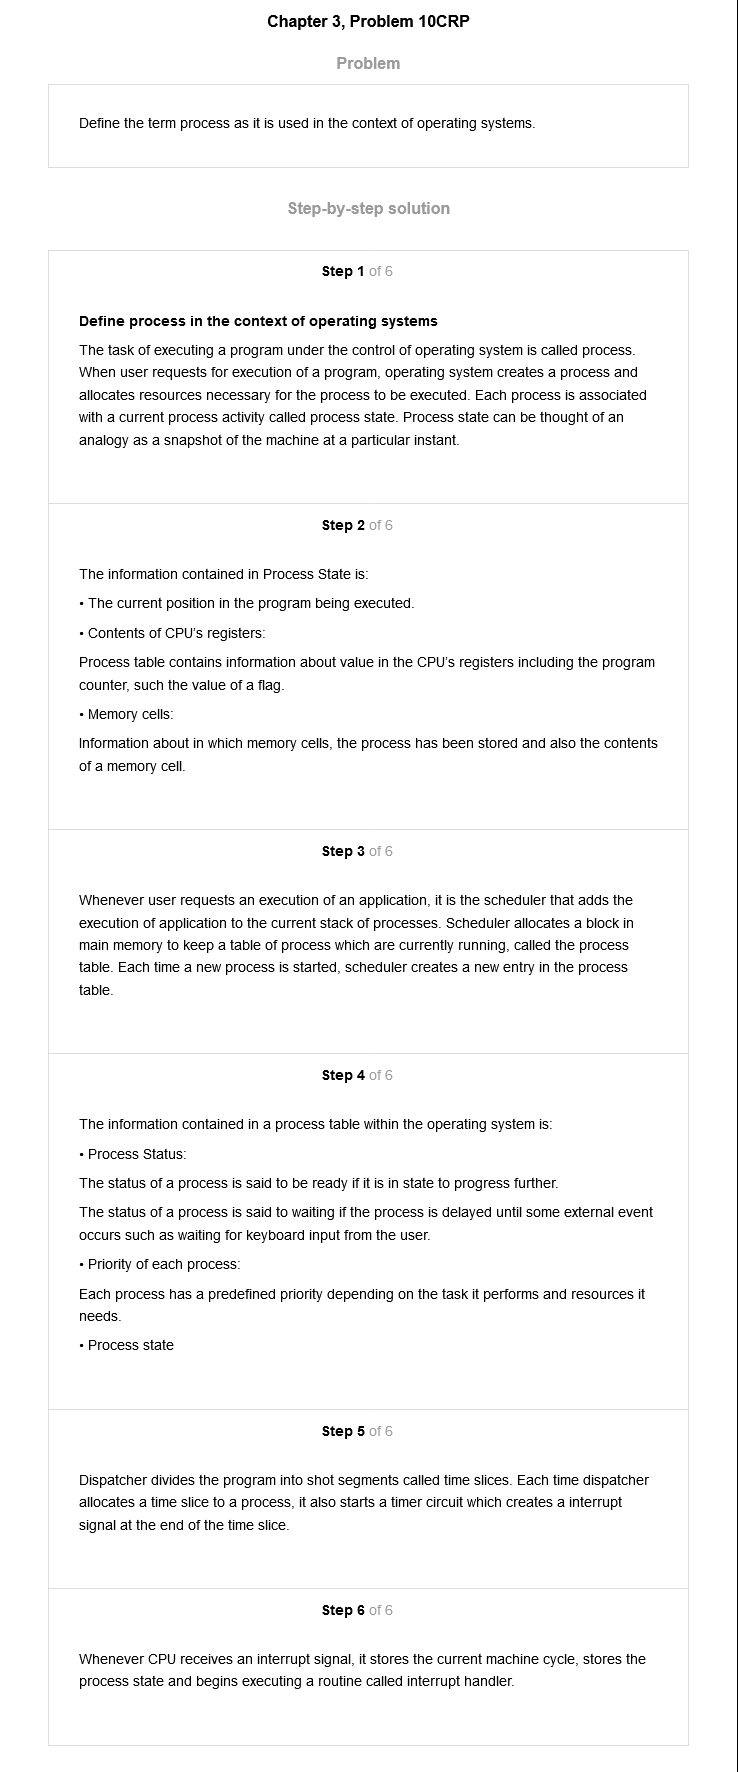 Chapter 3, Problem 10CRP
Problem
Define the term process as it is used in the context of operating systems.
Step-by-step solution
Step 1 of 6
Define process in the context of operating systems
The task of executing a program under the control of operating system is called process.
When user requests for execution of a program, operating system creates a process and
allocates resources necessary for the process to be executed. Each process is associated
with a current process activity called process state. Process state can be thought of an
analogy as a snapshot of the machine at a particular instant.
Step 2 of 6
The information contained in Process State is:
• The current position in the program being executed.
• Contents of CPU's registers:
Process table contains information about value in the CPU's registers including the program
counter, such the value of a flag.
• Memory cells:
Information about in which memory cells, the process has been stored and also the contents
of a memory cell.
Step 3 of 6
Whenever user requests an execution of an application, it is the scheduler that adds the
execution of application to the current stack of processes. Scheduler allocates a block in
main memory to keep a table of process which are currently running, called the process
table. Each time a new process is started, scheduler creates a new entry in the process
table.
Step 4 of 6
The information contained in a process table within the operating system is:
• Process Status:
The status of a process is said to be ready if it is in state to progress further.
The status of a process is said to waiting if the process is delayed until some external event
occurs such as waiting for keyboard input from the user.
• Priority of each process:
Each process has a predefined priority depending on the task it performs and resources it
needs.
• Process state
Step 5 of 6
Dispatcher divides the program into shot segments called time slices. Each time dispatcher
allocates a time slice to a process, it also starts a timer circuit which creates a interrupt
signal at the end of the time slice.
Step 6 of 6
Whenever CPU receives an interrupt signal, it stores the current machine cycle, stores the
process state and begins executing a routine called interrupt handler.